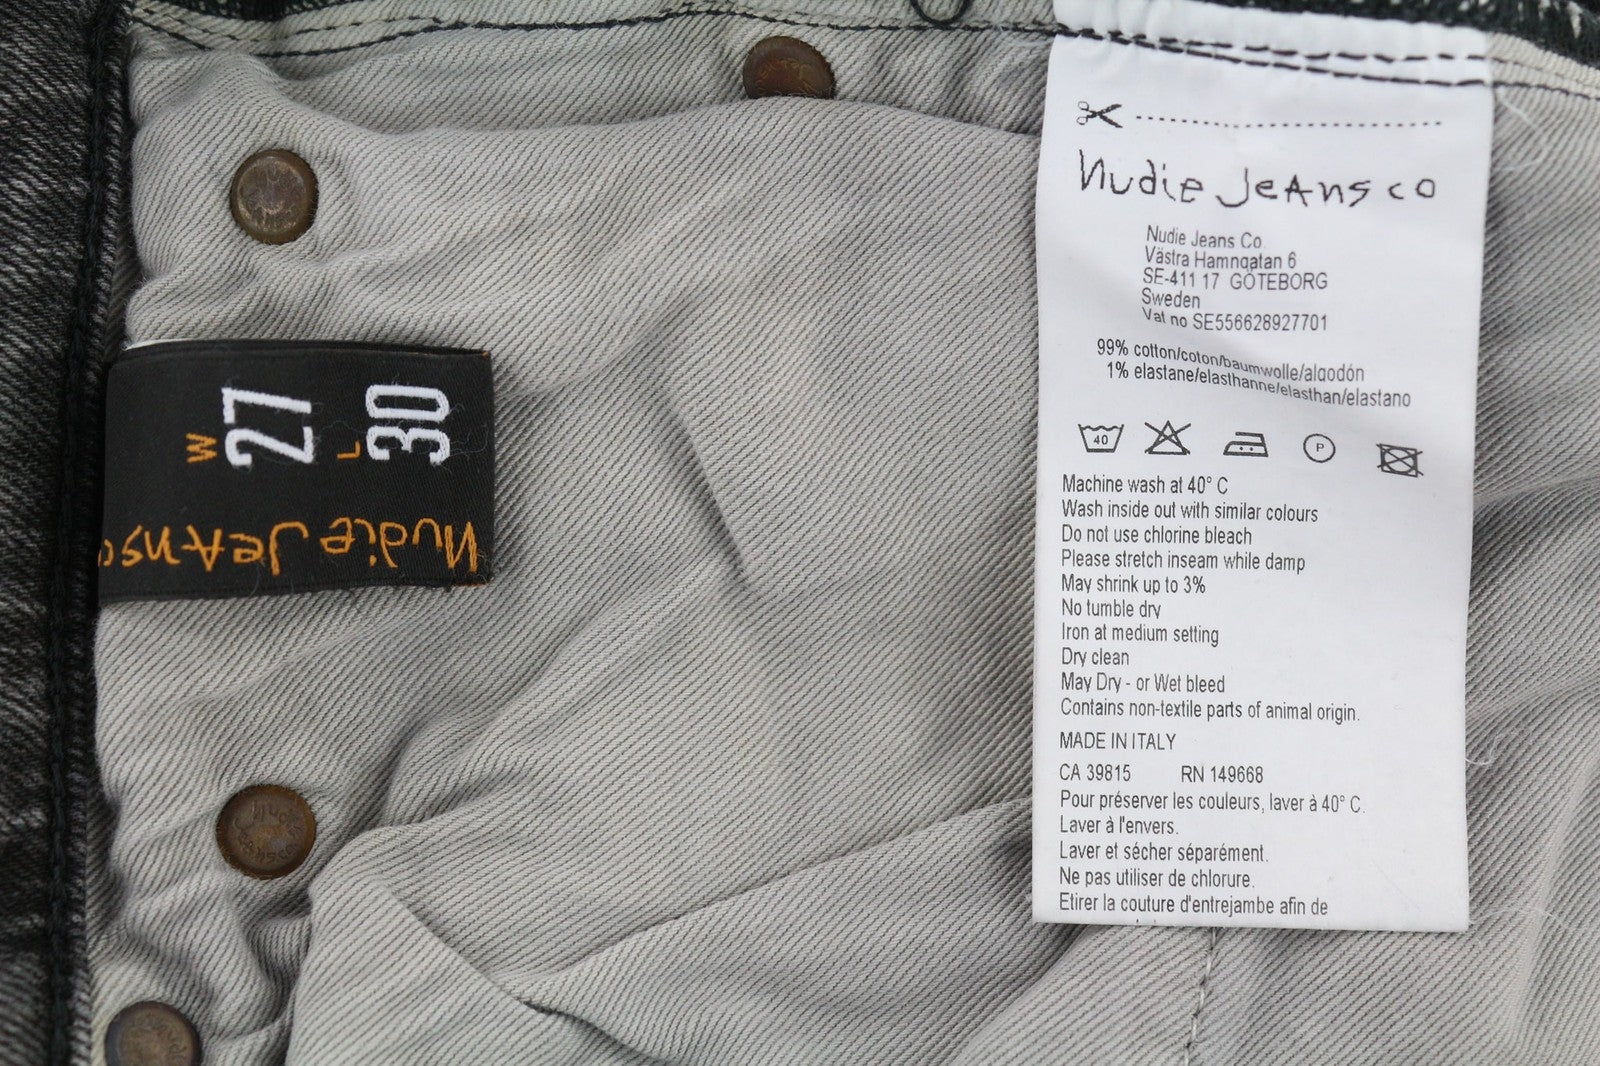 W 27
L 30
Nudie Jeansc
Nudie Jeans co
Nudie Jeans Co.
Västra Hamngatan 6
SE-411 17 GÖTEBORG
Sweden
Vat no SE556628927701
99% cotton/coton/baumwolle/algodón
1% elastane/elasthanne/elasthan/elastano
40
P
Machine wash at 40° C
Wash inside out with similar colours
Do not use chlorine bleach
Please stretch inseam while damp
May shrink up to 3%
No tumble dry
Iron at medium setting
Dry clean
May Dry - or Wet bleed
Contains non-textile parts of animal origin.
MADE IN ITALY
CA 39815 RN 149668
Pour préserver les couleurs, laver à 40° C.
Laver à l'envers.
Laver et sécher séparément.
Ne pas utiliser de chlorure.
Etirer la couture d'entrejambe afin de